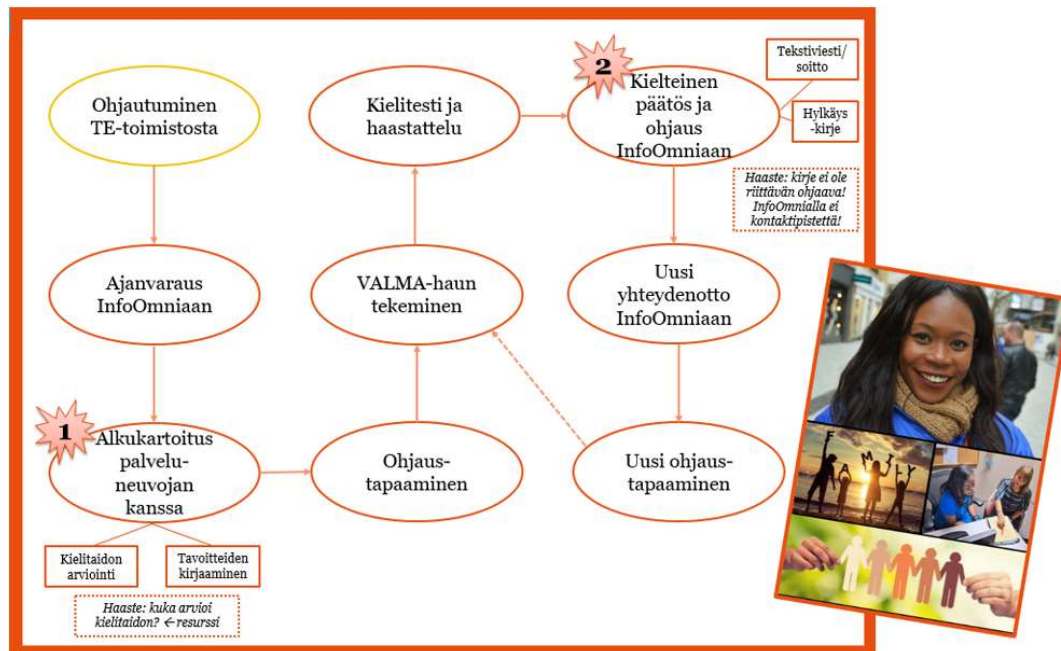 Ohjautuminen
TE-toimistosta
Ajanvaraus
InfoOmniaan
1
Alkukartoitus
palvelu-
neuvojan
kanssa
Kielitaidon
arviointi
Tavoitteiden
kirjaaminen
Haaste: kuka arvioi
kielitaidon? ← resurssi
Ohjaus-
tapaaminen
VALMA-haun
tekeminen
Kielitesti ja
haastattelu
2
Kielteinen
päätös ja
ohjaus
InfoOmniaan
Tekstiviesti/
soitto
Hylkäys
-kirje
Haaste: kirje ei ole
riittävän ohjaava!
InfoOmnialla ei
kontaktipistettä!
Uusi
yhteydenotto
InfoOmniaan
Uusi ohjaus-
tapaaminen
FAMILY